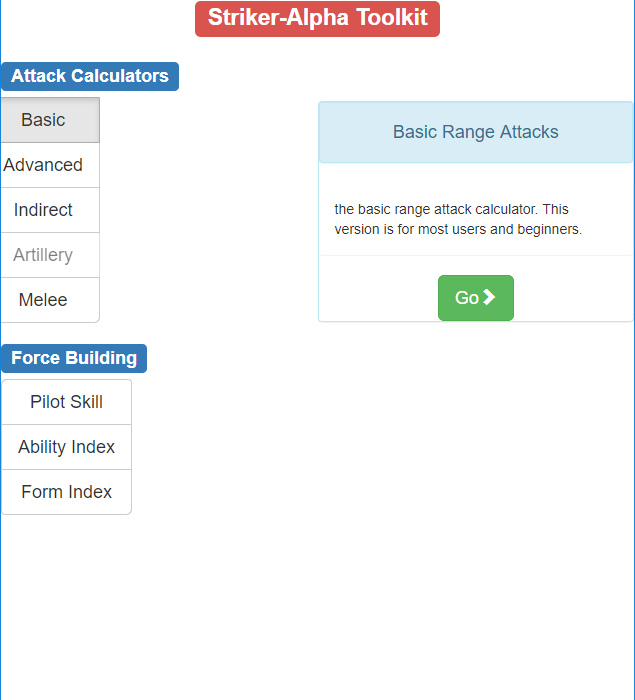 Striker-Alpha Toolkit
Attack Calculators
Basic
Advanced
Indirect
Artillery
Melee
Basic Range Attacks
the basic range attack calculator. This
version is for most users and beginners.
Go
Force Building
Pilot Skill
Ability Index
Form Index